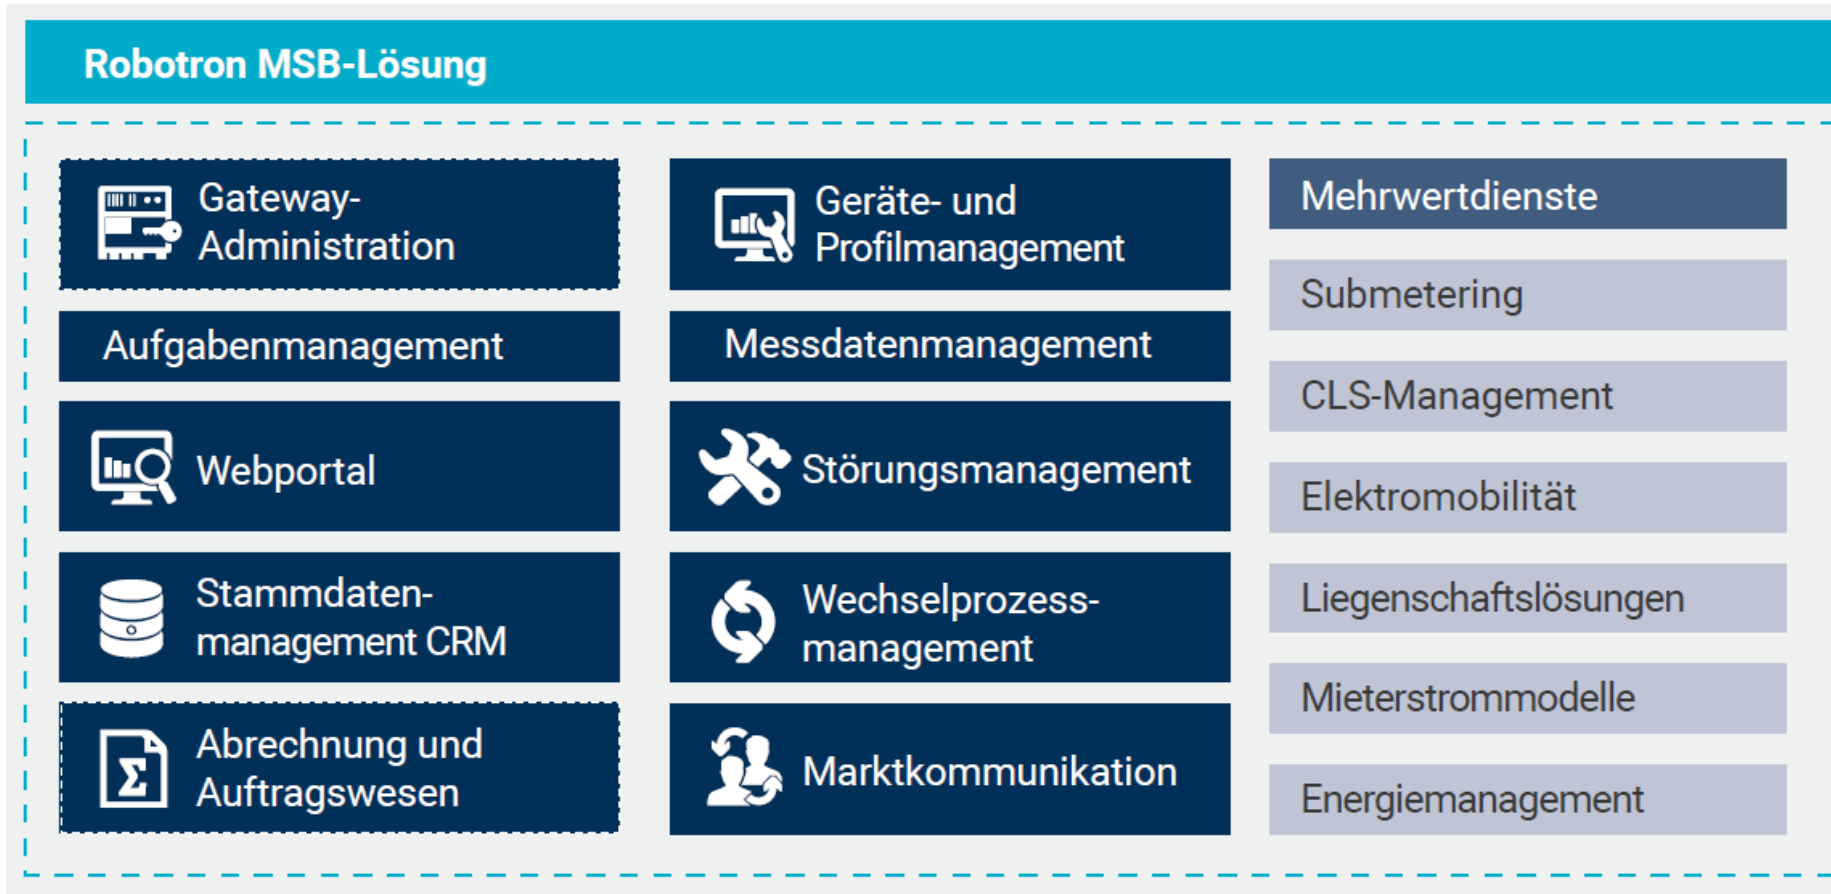 Robotron MSB-Lösung
Gateway-
Administration
Aufgabenmanagement
Webportal
Stammdaten-
management CRM
Abrechnung und
Auftragswesen
Geräte- und
Profilmanagement
Messdatenmanagement
Störungsmanagement
Wechselprozess-
management
Marktkommunikation
Mehrwertdienste
Submetering
CLS-Management
Elektromobilität
Liegenschaftslösungen
Mieterstrommodelle
Energiemanagement